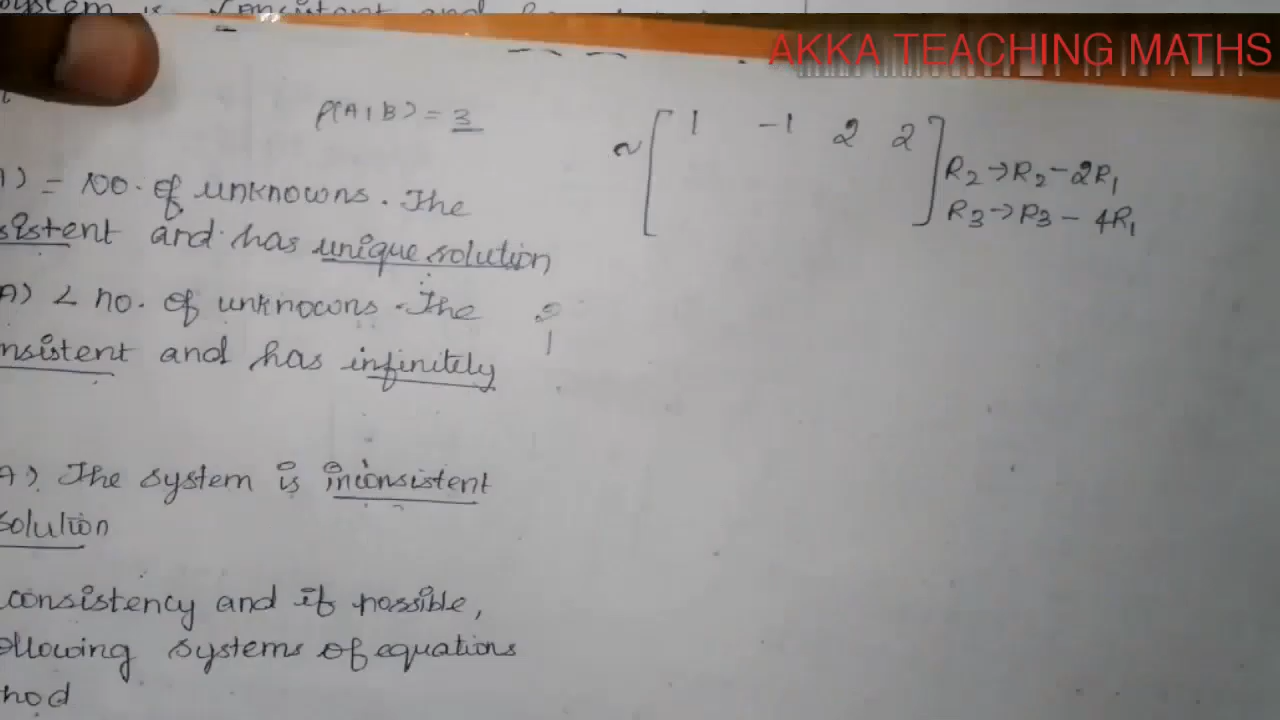 AKKA TEACHING MATHS
ρ(A,B) = 3
A) = no. of unknowns. The
sistent and has unique solution
A) < no. of unknowns. The
nsistent and has infinitely
A). The system is inconsistent
solution
consistency and if possible,
ollowing systems of equations
hod
~ [ 1 -1 2 2 ]
R2→R2-2R1
R3→R3-4R1